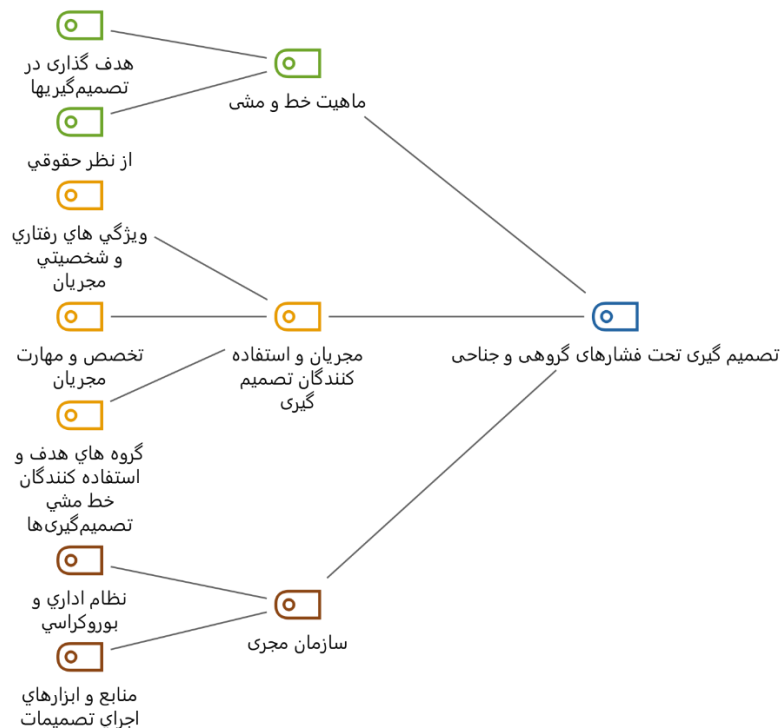 هدف گذاری در
تصمیم‌گیریها
ماهیت خط و مشی
از نظر حقوقي
ويژگي هاي رفتاري
و شخصيتي
مجريان
تخصص و مهارت
مجريان
مجریان و استفاده
کنندگان تصمیم
گیری
تصمیم گیری تحت فشارهای گروهی و جناحی
گروه هاي هدف و
استفاده كنندگان
خط مشي
تصمیم‌گیری‌ها
نظام اداري و
بوروكراسي
سازمان مجری
منابع و ابزارهاي
اجراي تصميمات